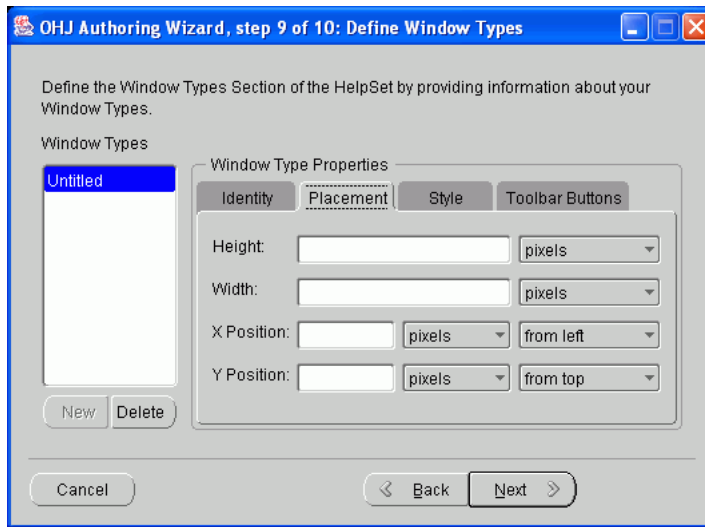 OHJ Authoring Wizard, step 9 of 10: Define Window Types
Define the Window Types Section of the HelpSet by providing information about your
Window Types.
Window Types
Untitled
Window Type Properties
Identity Placement Style Toolbar Buttons
Height: pixels
Width: pixels
X Position: pixels from left
Y Position: pixels from top
New Delete
Cancel Back Next